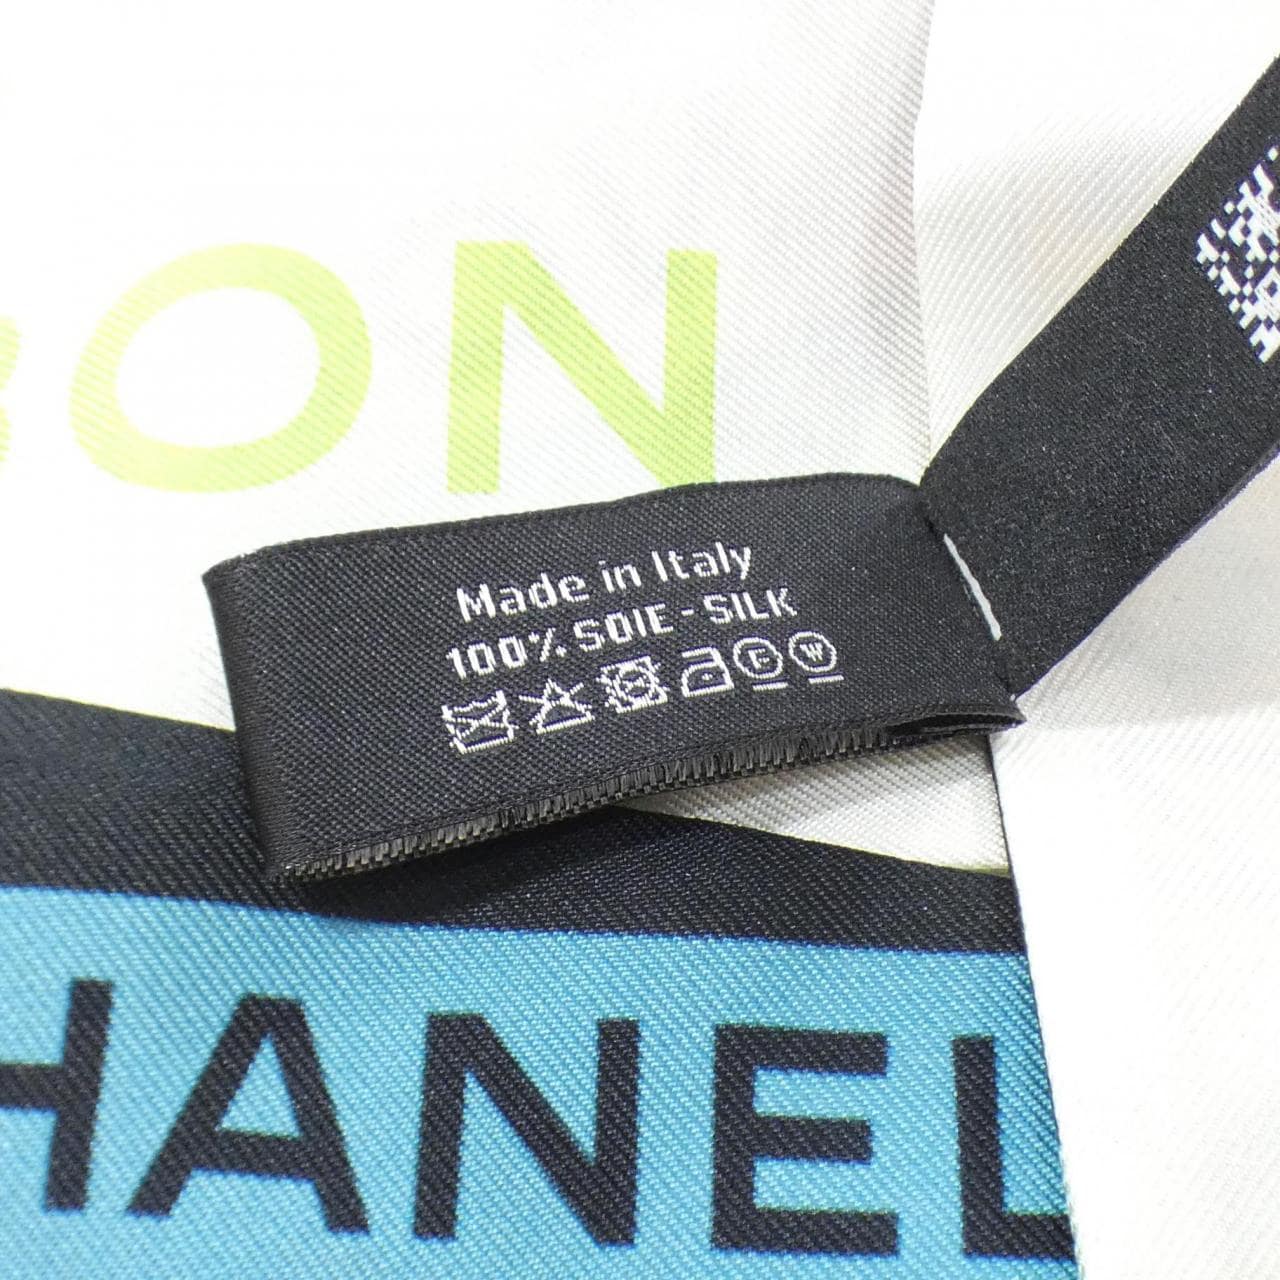 BON
Made in Italy
100% SOIE - SILK
F W
HANEL